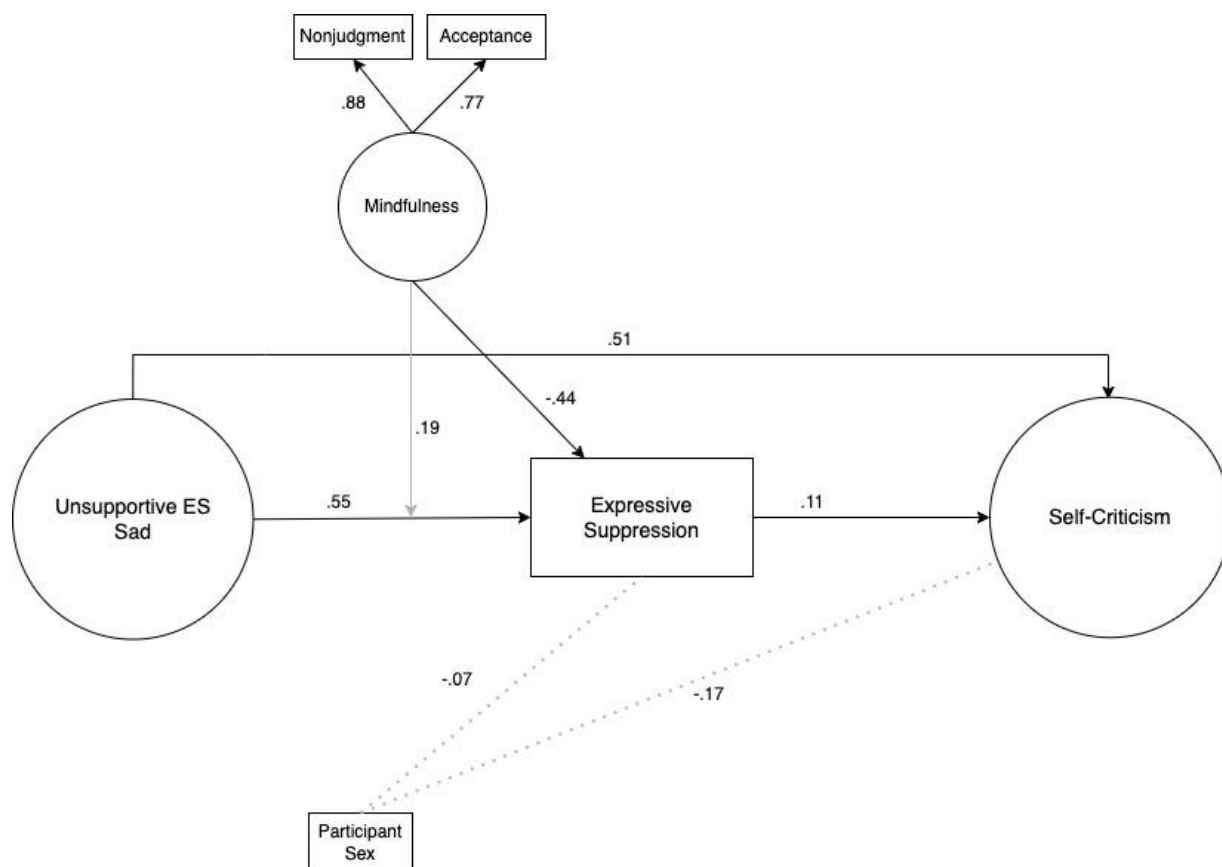 Nonjudgment
Acceptance
.88
.77
Mindfulness
.51
-.44
.19
Unsupportive ES
Sad
.55
Expressive
Suppression
.11
Self-Criticism
-.07
-.17
Participant
Sex